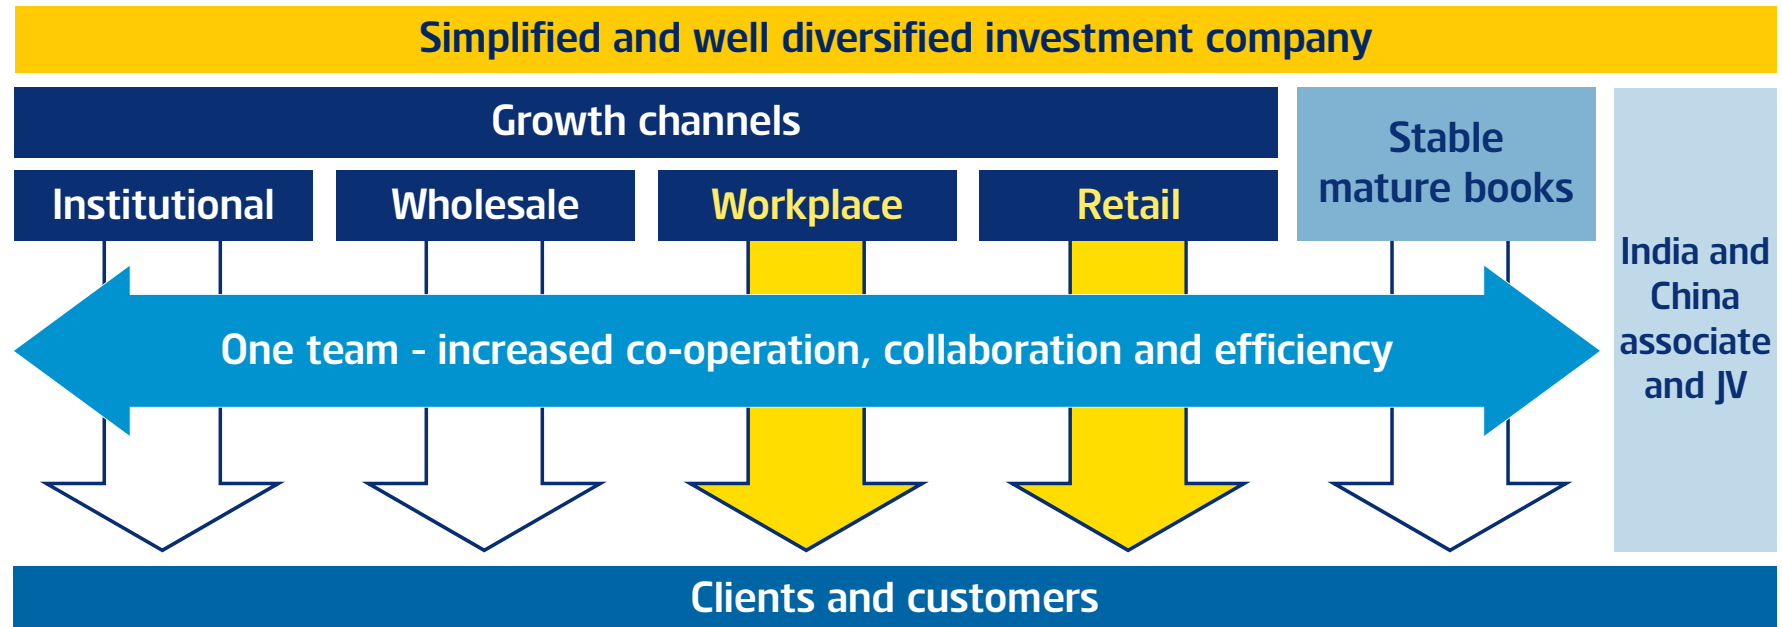 Simplified and well diversified investment company
Growth channels
Institutional
Wholesale
Workplace
Retail
Stable
mature books
India and
China
associate
and JV
One team - increased co-operation, collaboration and efficiency
Clients and customers